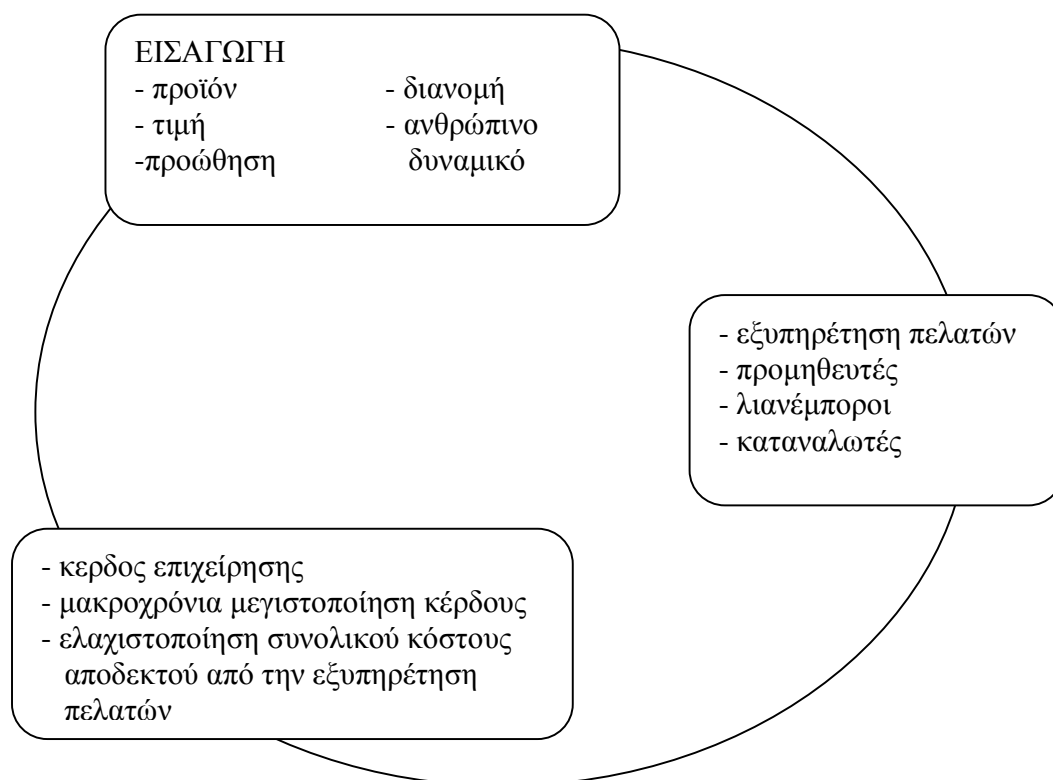 ΕΙΣΑΓΩΓΗ
- προϊόν - διανομή
- τιμή - ανθρώπινο
-προώθηση δυναμικό
- εξυπηρέτηση πελατών
- προμηθευτές
- λιανέμποροι
- καταναλωτές
- κερδος επιχείρησης
- μακροχρόνια μεγιστοποίηση κέρδους
- ελαχιστοποίηση συνολικού κόστους
αποδεκτού από την εξυπηρέτηση
πελατών